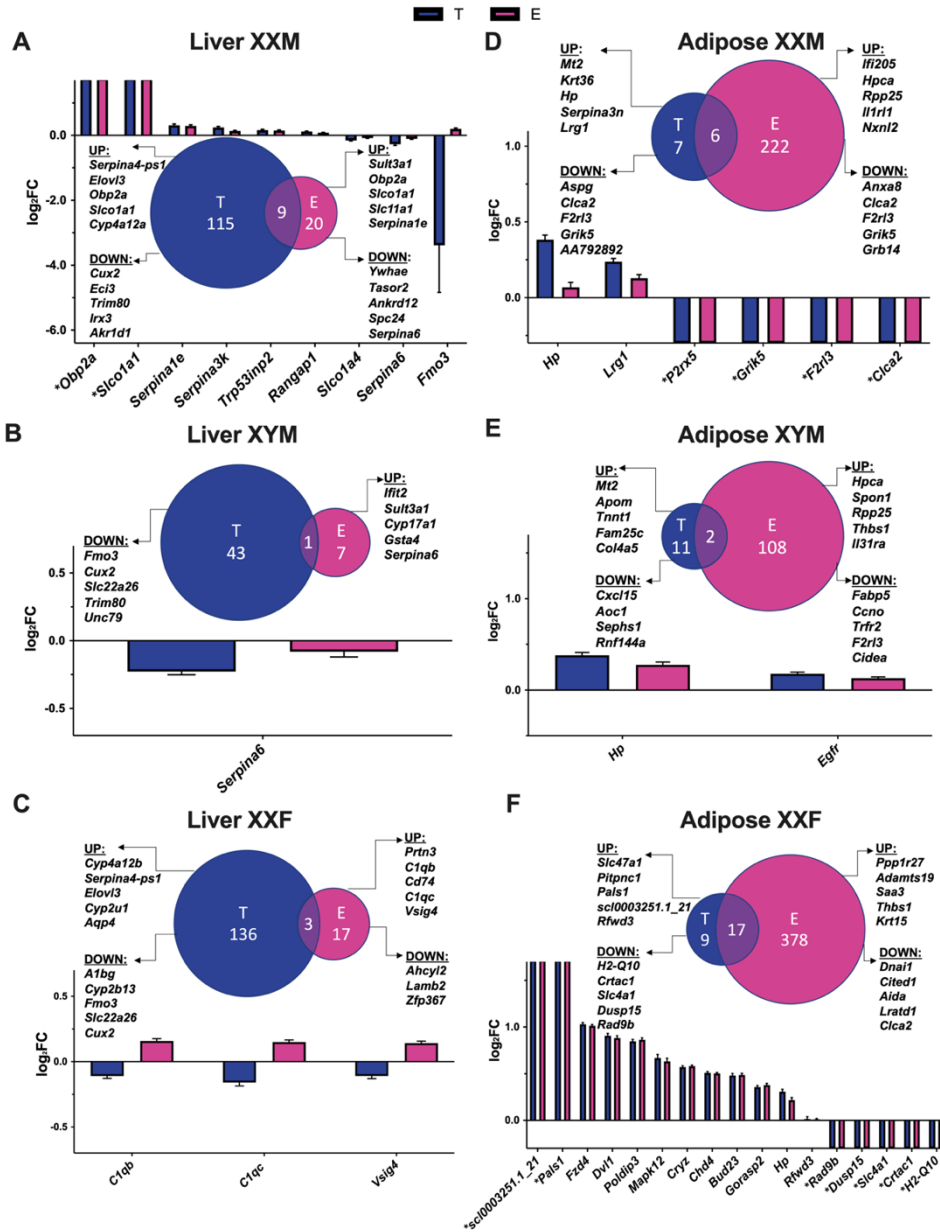 T E
A Liver XXM
log₂FC
0.0
-2.0
-4.0
-6.0
UP:
Serpina4-ps1
Elovl3
Obp2a
Slco1a1
Cyp4a12a
DOWN:
Cux2
Eci3
Trim80
Irx3
Akr1d1
T
115
9
E
20
UP:
Sult3a1
Obp2a
Slco1a1
Slc11a1
Serpina1e
DOWN:
Ywhae
Tasor2
Ankrd12
Spc24
Serpina6
*Obp2a
*Slco1a1
Serpina1e
Serpina3k
Trp53inp2
Rangap1
Slco1a4
Serpina6
Fmo3
B Liver XYM
log₂FC
0.5
0.0
-0.5
DOWN:
Fmo3
Cux2
Slc22a26
Trim80
Unc79
T
43
1
E
7
UP:
Ifit2
Sult3a1
Cyp17a1
Gsta4
Serpina6
Serpina6
C Liver XXF
log₂FC
0.5
0.0
-0.5
UP:
Cyp4a12b
Serpina4-ps1
Elovl3
Cyp2u1
Aqp4
DOWN:
A1bg
Cyp2b13
Fmo3
Slc22a26
Cux2
T
136
3
E
17
UP:
Prtn3
C1qb
Cd74
C1qc
Vsig4
DOWN:
Ahcyl2
Lamb2
Zfp367
C1qb
C1qc
Vsig4
D Adipose XXM
log₂FC
1.0
0.5
0.0
UP:
Mt2
Krt36
Hp
Serpina3n
Lrg1
DOWN:
Aspg
Clca2
F2rl3
Grik5
AA792892
T
7
6
E
222
UP:
Ifi205
Hpca
Rpp25
Il1rl1
Nxnl2
DOWN:
Anxa8
Clca2
F2rl3
Grik5
Grb14
Hp
Lrg1
*P2rx5
*Grik5
*F2rl3
*Clca2
E Adipose XYM
log₂FC
1.0
0.0
UP:
Mt2
Apom
Tnnt1
Fam25c
Col4a5
DOWN:
Cxcl15
Aoc1
Sephs1
Rnf144a
T
11
2
E
108
UP:
Hpca
Spon1
Rpp25
Thbs1
Il31ra
DOWN:
Fabp5
Ccno
Trfr2
F2rl3
Cidea
Hp
Egfr
F Adipose XXF
log₂FC
1.0
0.0
UP:
Slc47a1
Pitpnc1
Pals1
scl0003251.1_21
Rfwd3
DOWN:
H2-Q10
Crtac1
Slc4a1
Dusp15
Rad9b
T
9
17
E
378
UP:
Ppp1r27
Adamts19
Saa3
Thbs1
Krt15
DOWN:
Dnai1
Cited1
Aida
Lratd1
Clca2
*scl0003251.1_21
*Pals1
Fzd4
Dvl1
Poldip3
Mapk12
Cryz
Chd4
Bud23
Gorasp2
Hp
Rfwd3
*Rad9b
*Dusp15
*Slc4a1
*Crtac1
*H2-Q10